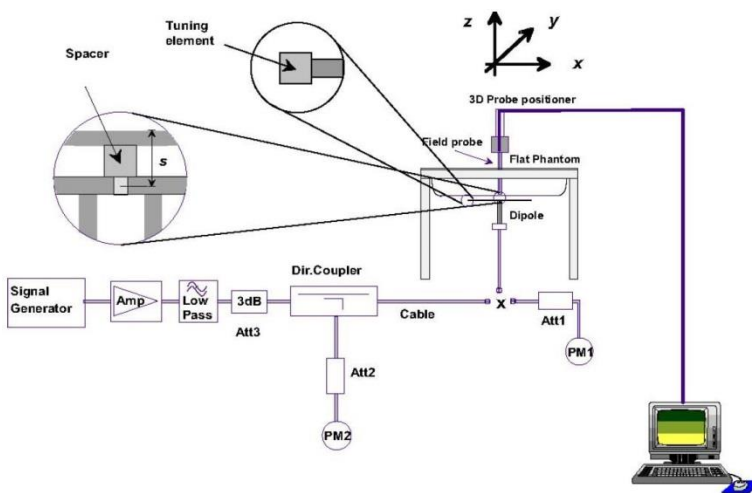 Tuning
element
Spacer
s
z
y
x
3D Probe positioner
Field probe
Flat Phantom
Dipole
Dir.Coupler
Signal
Generator
Amp
Low
Pass
3dB
Att3
Cable
x
Att1
PM1
Att2
PM2